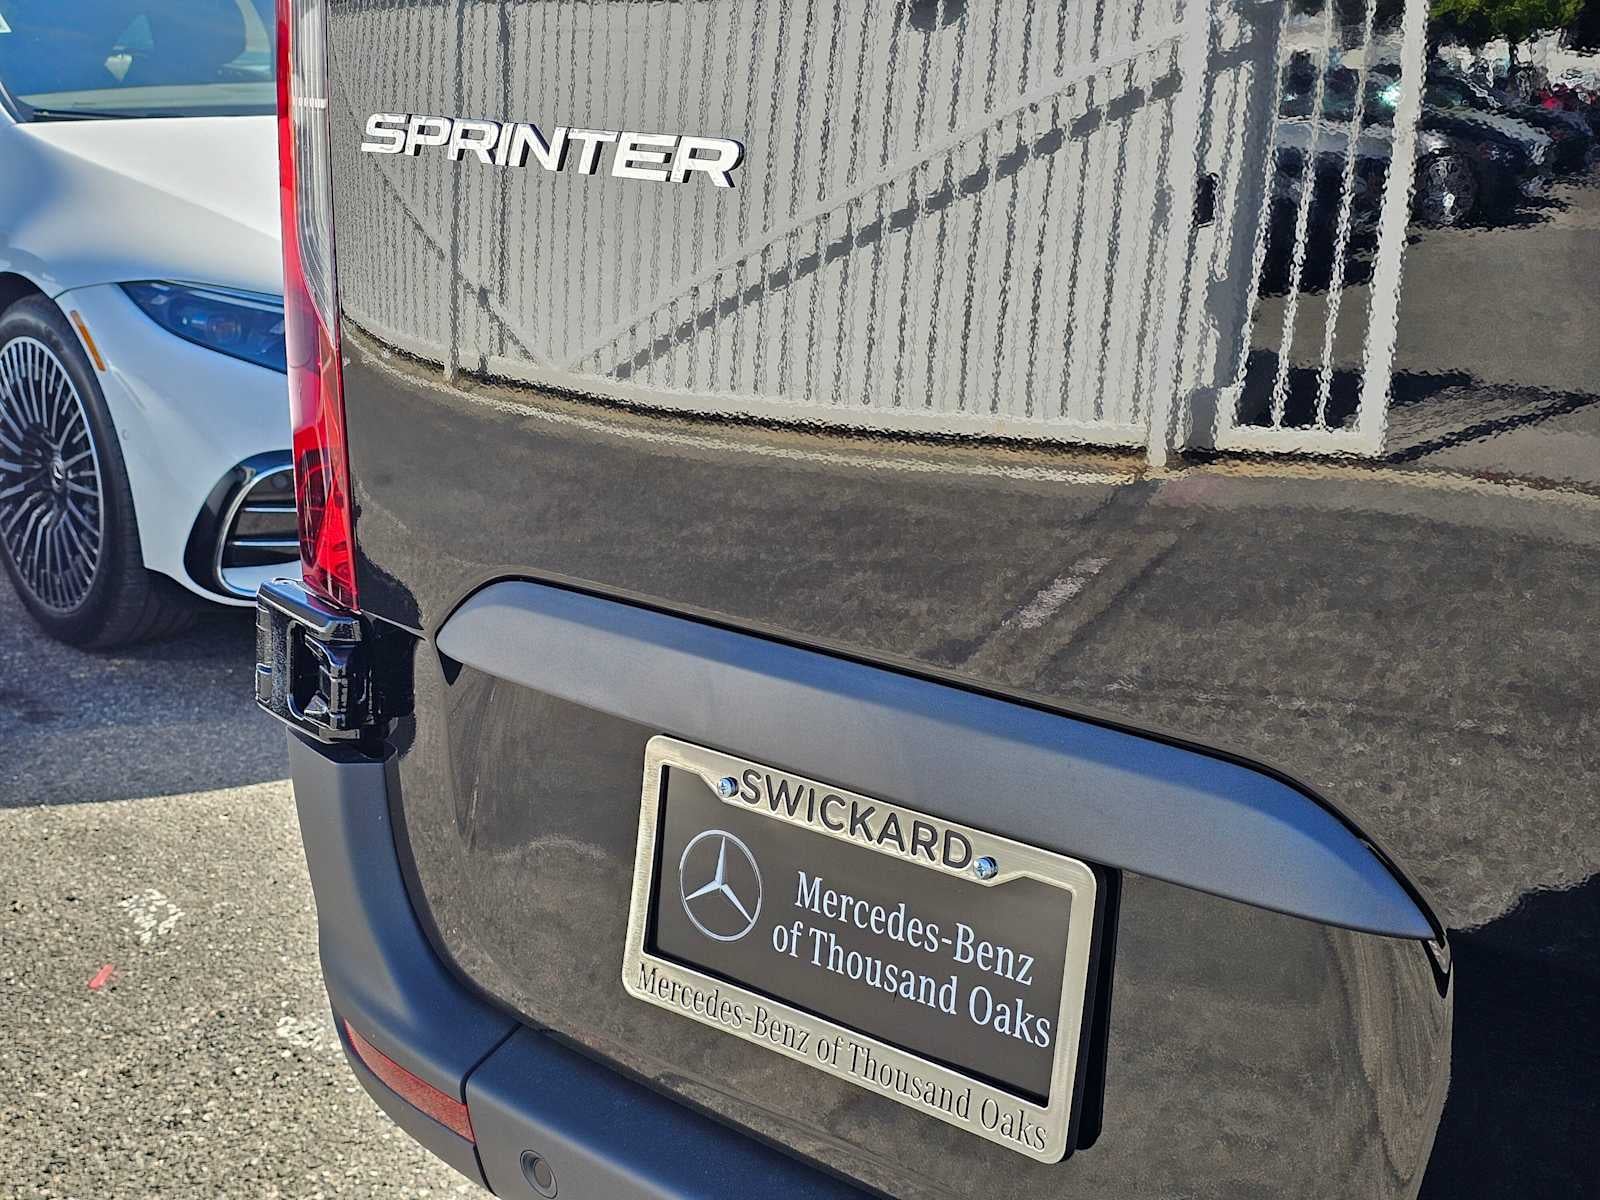 SPRINTER
SWICKARD
Mercedes-Benz
of Thousand Oaks
Mercedes-Benz of Thousand Oaks